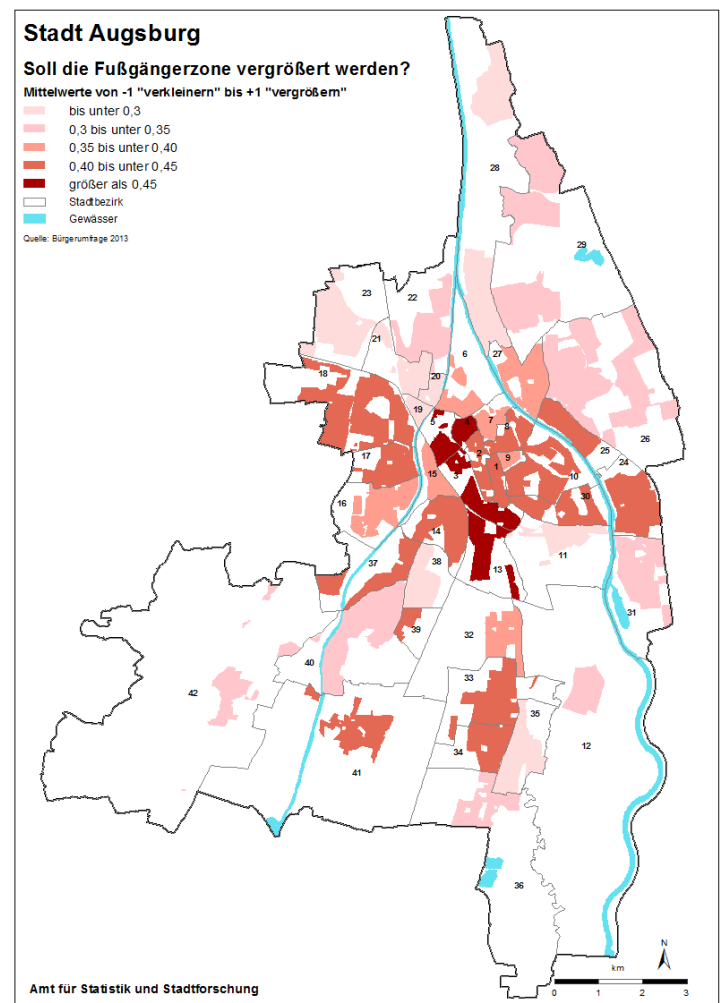 Stadt Augsburg
Soll die Fußgängerzone vergrößert werden?
Mittelwerte von -1 "verkleinern" bis +1 "vergrößern"
bis unter 0,3
0,3 bis unter 0,35
0,35 bis unter 0,40
0,40 bis unter 0,45
größer als 0,45
Stadtbezirk
Gewässer
Quelle: Bürgerumfrage 2013
28
29
23
22
21
6
27
18
20
19
5
4
7
8
26
25
17
2
9
24
3
1
15
10
16
30
14
11
37
38
13
31
39
32
40
33
42
35
12
34
41
36
N
km
0 1 2 3
Amt für Statistik und Stadtforschung